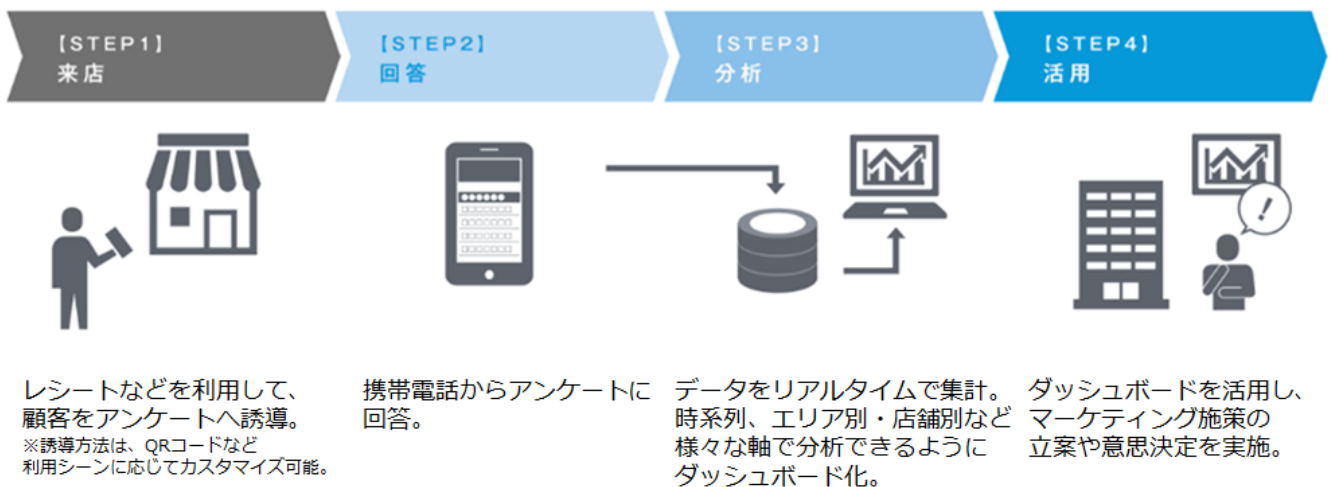 【STEP1】
来店
【STEP2】
回答
【STEP3】
分析
【STEP4】
活用
レシートなどを利用して、
顧客をアンケートへ誘導。
※誘導方法は、QRコードなど
利用シーンに応じてカスタマイズ可能。
携帯電話からアンケートに
回答。
データをリアルタイムで集計。
時系列、エリア別・店舗別など
様々な軸で分析できるように
ダッシュボード化。
ダッシュボードを活用し、
マーケティング施策の
立案や意思決定を実施。